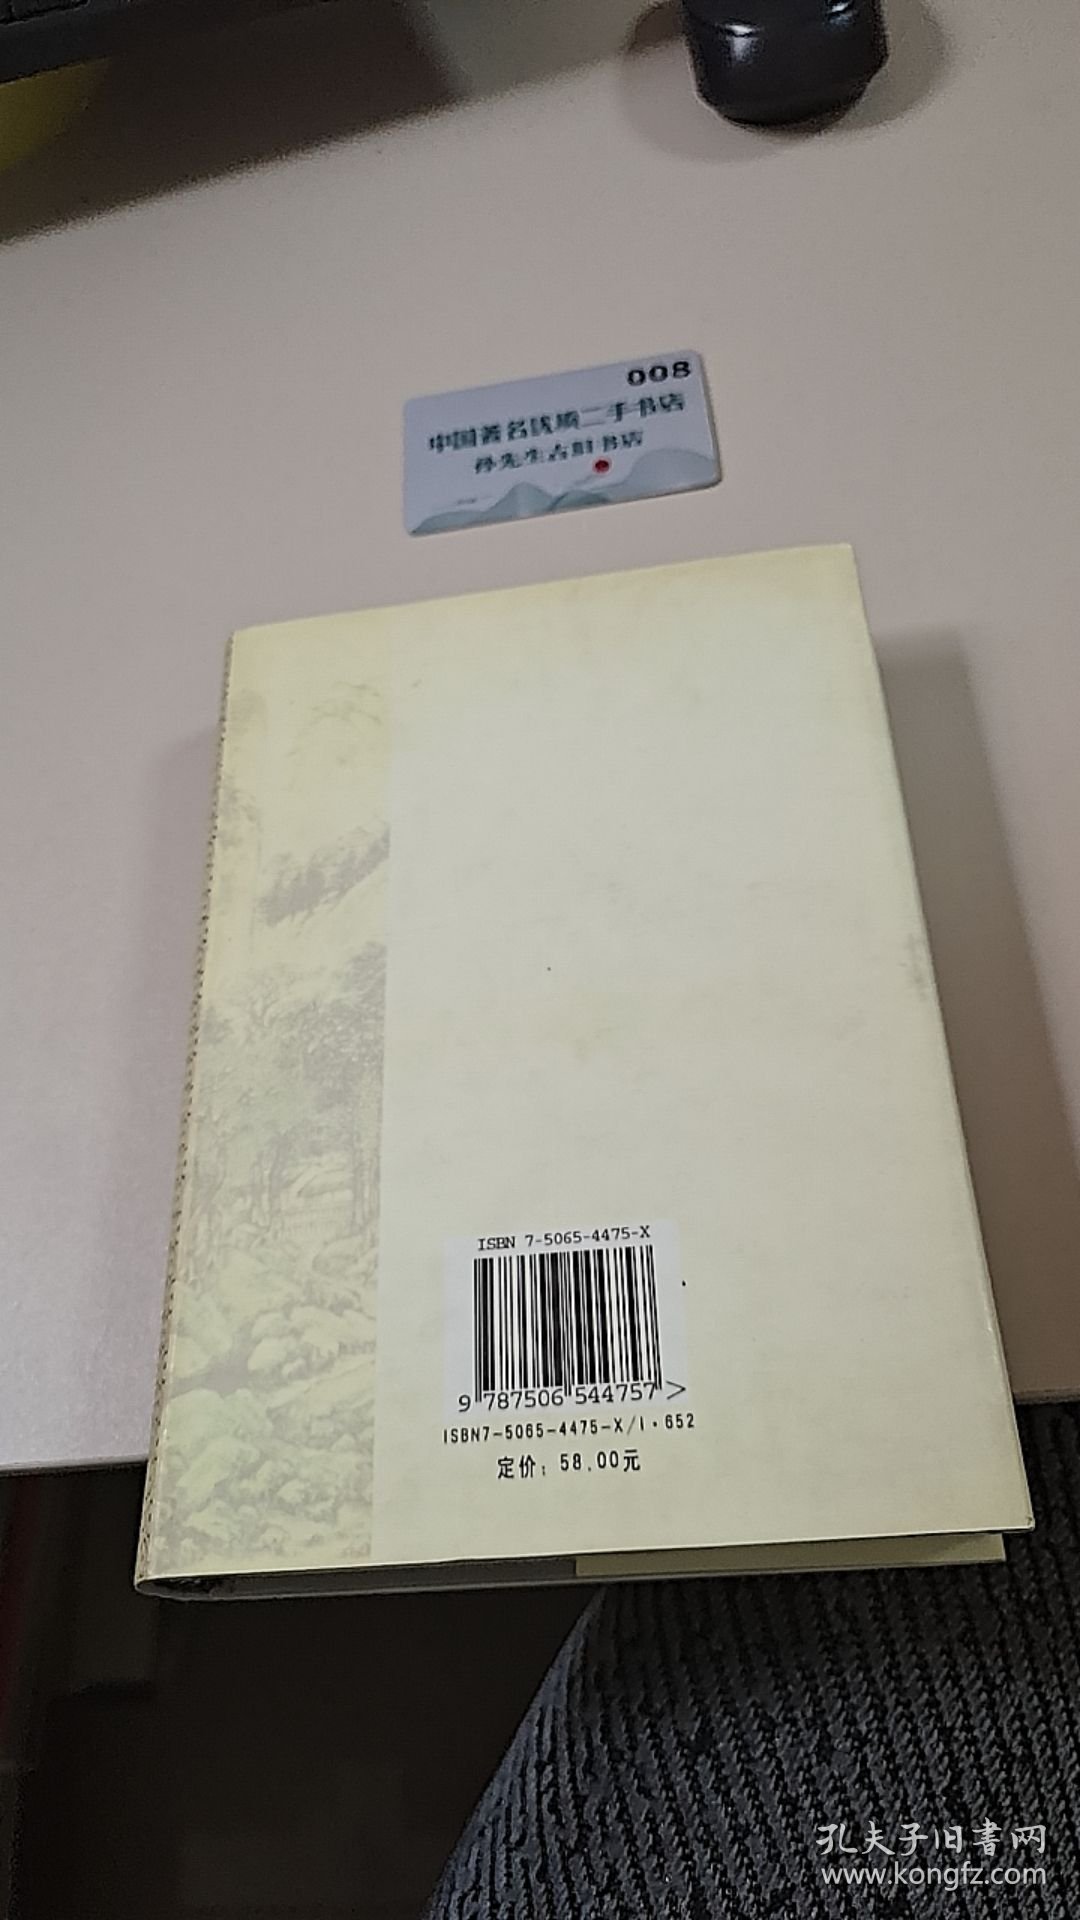 008
中国著名优质二手书店
孙先生古旧书店
ISBN 7-5065-4475-X
9 787506 544757 >
ISBN7-5065-4475-X/I·652
定价：58.00元
孔夫子旧書网
www.kongfz.com